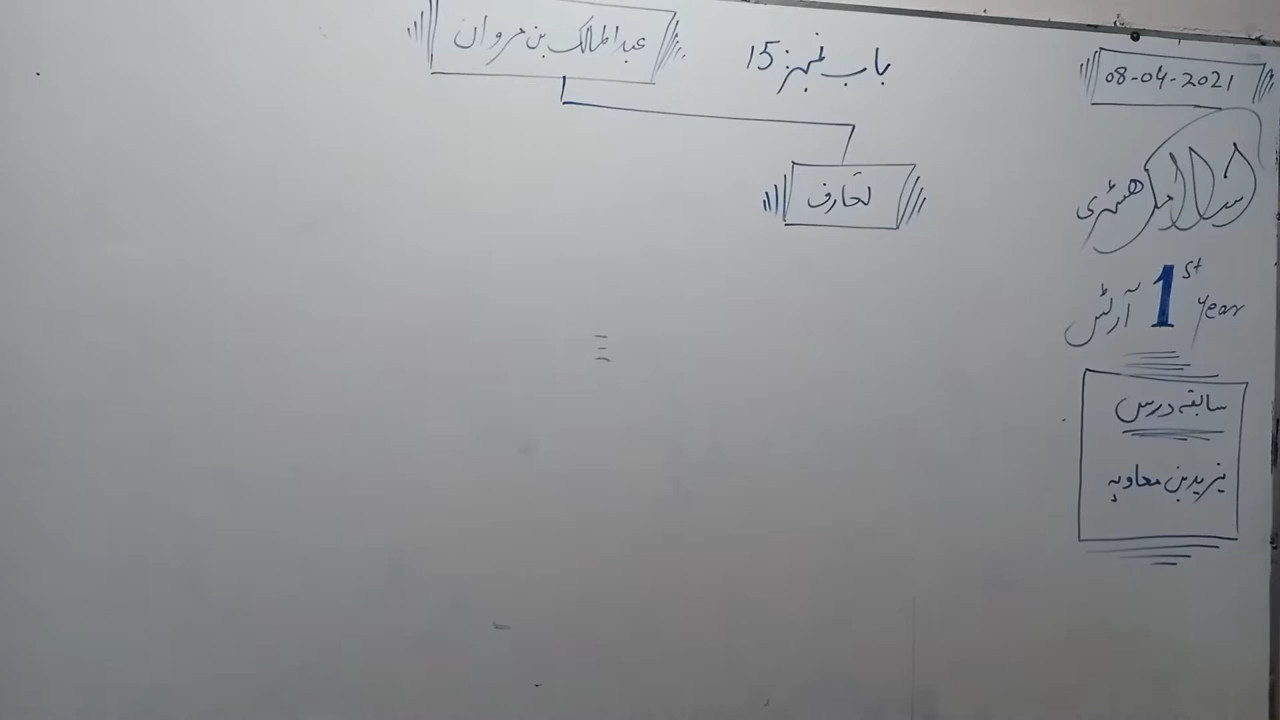 عبدالمالک بن مروان
باب نمبر: 15
تعارف
08-04-2021
اسلامک ہسٹری
1st Year
آرٹس
سابقہ درس
یزید بن معاویہ